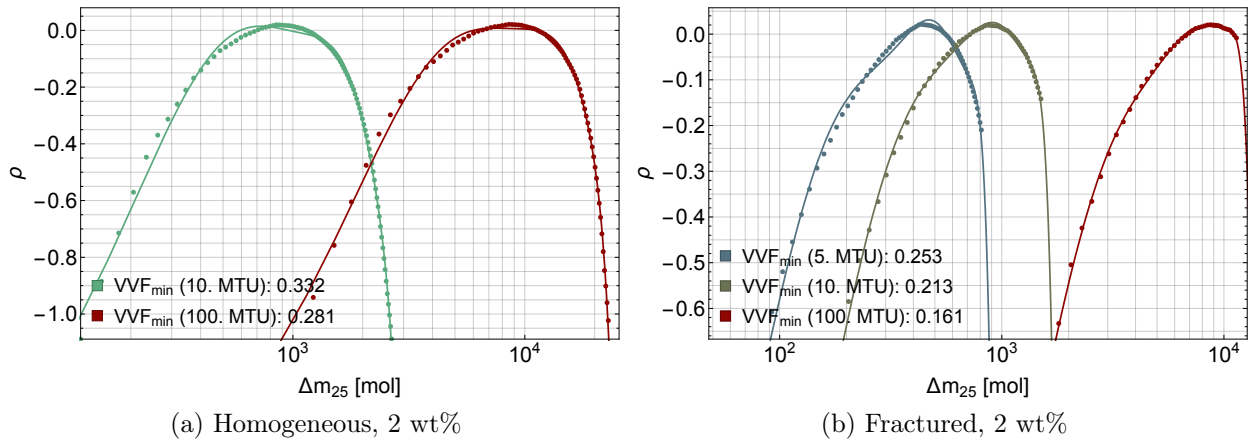 0.0
−0.2
−0.4
−0.6
−0.8
−1.0
ρ
VVFmin (10. MTU): 0.332
VVFmin (100. MTU): 0.281
10³
10⁴
Δm25 [mol]
(a) Homogeneous, 2 wt%
0.0
−0.1
−0.2
−0.3
−0.4
−0.5
−0.6
ρ
VVFmin (5. MTU): 0.253
VVFmin (10. MTU): 0.213
VVFmin (100. MTU): 0.161
10²
10³
10⁴
Δm25 [mol]
(b) Fractured, 2 wt%